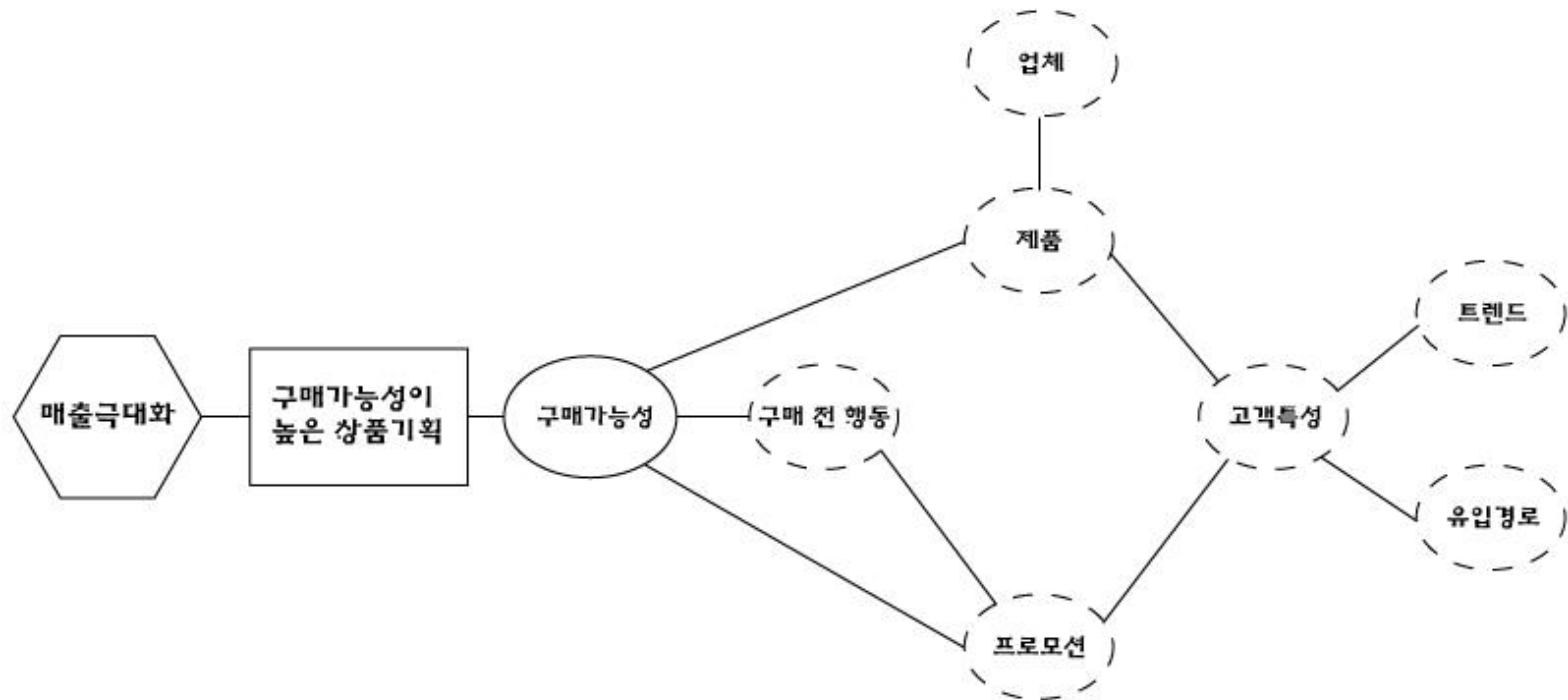 업체
제품
트렌드
매출극대화
구매가능성이
높은 상품기획
구매가능성
구매 전 행동
고객특성
유입경로
프로모션